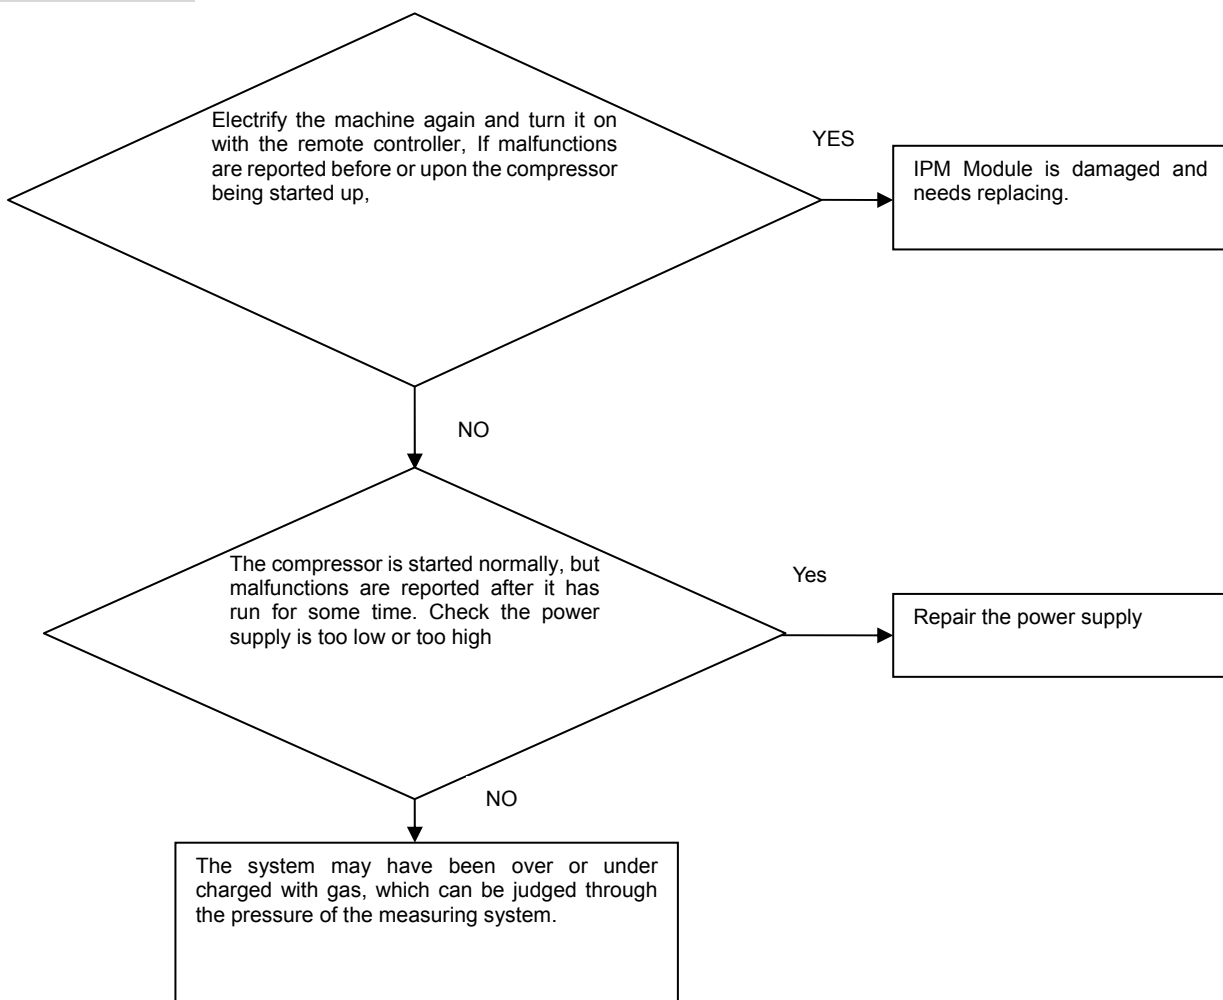 Electrify the machine again and turn it on
with the remote controller, If malfunctions
are reported before or upon the compressor
being started up,
YES
IPM Module is damaged and
needs replacing.
NO
The compressor is started normally, but
malfunctions are reported after it has
run for some time. Check the power
supply is too low or too high
Yes
Repair the power supply
NO
The system may have been over or under
charged with gas, which can be judged through
the pressure of the measuring system.